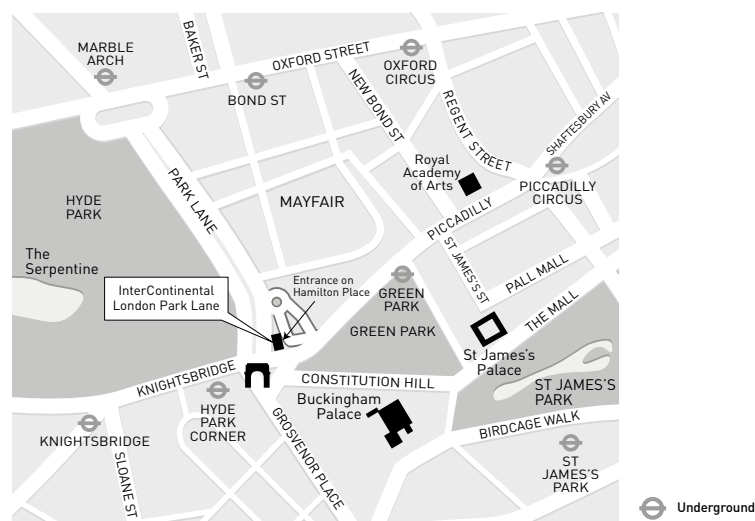 MARBLE
ARCH
BAKER ST
OXFORD STREET
OXFORD
CIRCUS
BOND ST
NEW BOND ST
REGENT STREET
SHAFTESBURY AV
Royal
Academy
of Arts
PICCADILLY
CIRCUS
PARK LANE
HYDE
PARK
MAYFAIR
PICCADILLY
The
Serpentine
ST JAMES'S ST
PALL MALL
InterContinental
London Park Lane
Entrance on
Hamilton Place
GREEN
PARK
THE MALL
GREEN PARK
St James's
Palace
KNIGHTSBRIDGE
CONSTITUTION HILL
ST JAMES'S
PARK
HYDE
PARK
CORNER
Buckingham
Palace
GROSVENOR PLACE
BIRDCAGE WALK
KNIGHTSBRIDGE
SLOANE ST
ST
JAMES'S
PARK
Underground